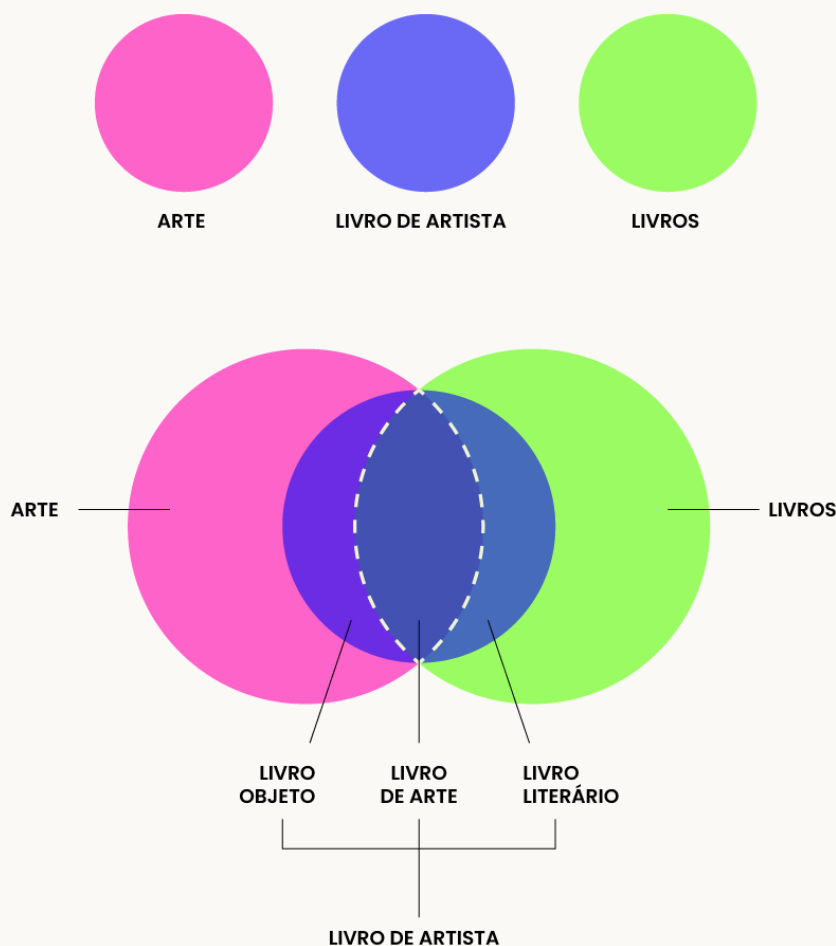 ARTE
LIVRO DE ARTISTA
LIVROS
ARTE
LIVROS
LIVRO
OBJETO
LIVRO
DE ARTE
LIVRO
LITERÁRIO
LIVRO DE ARTISTA